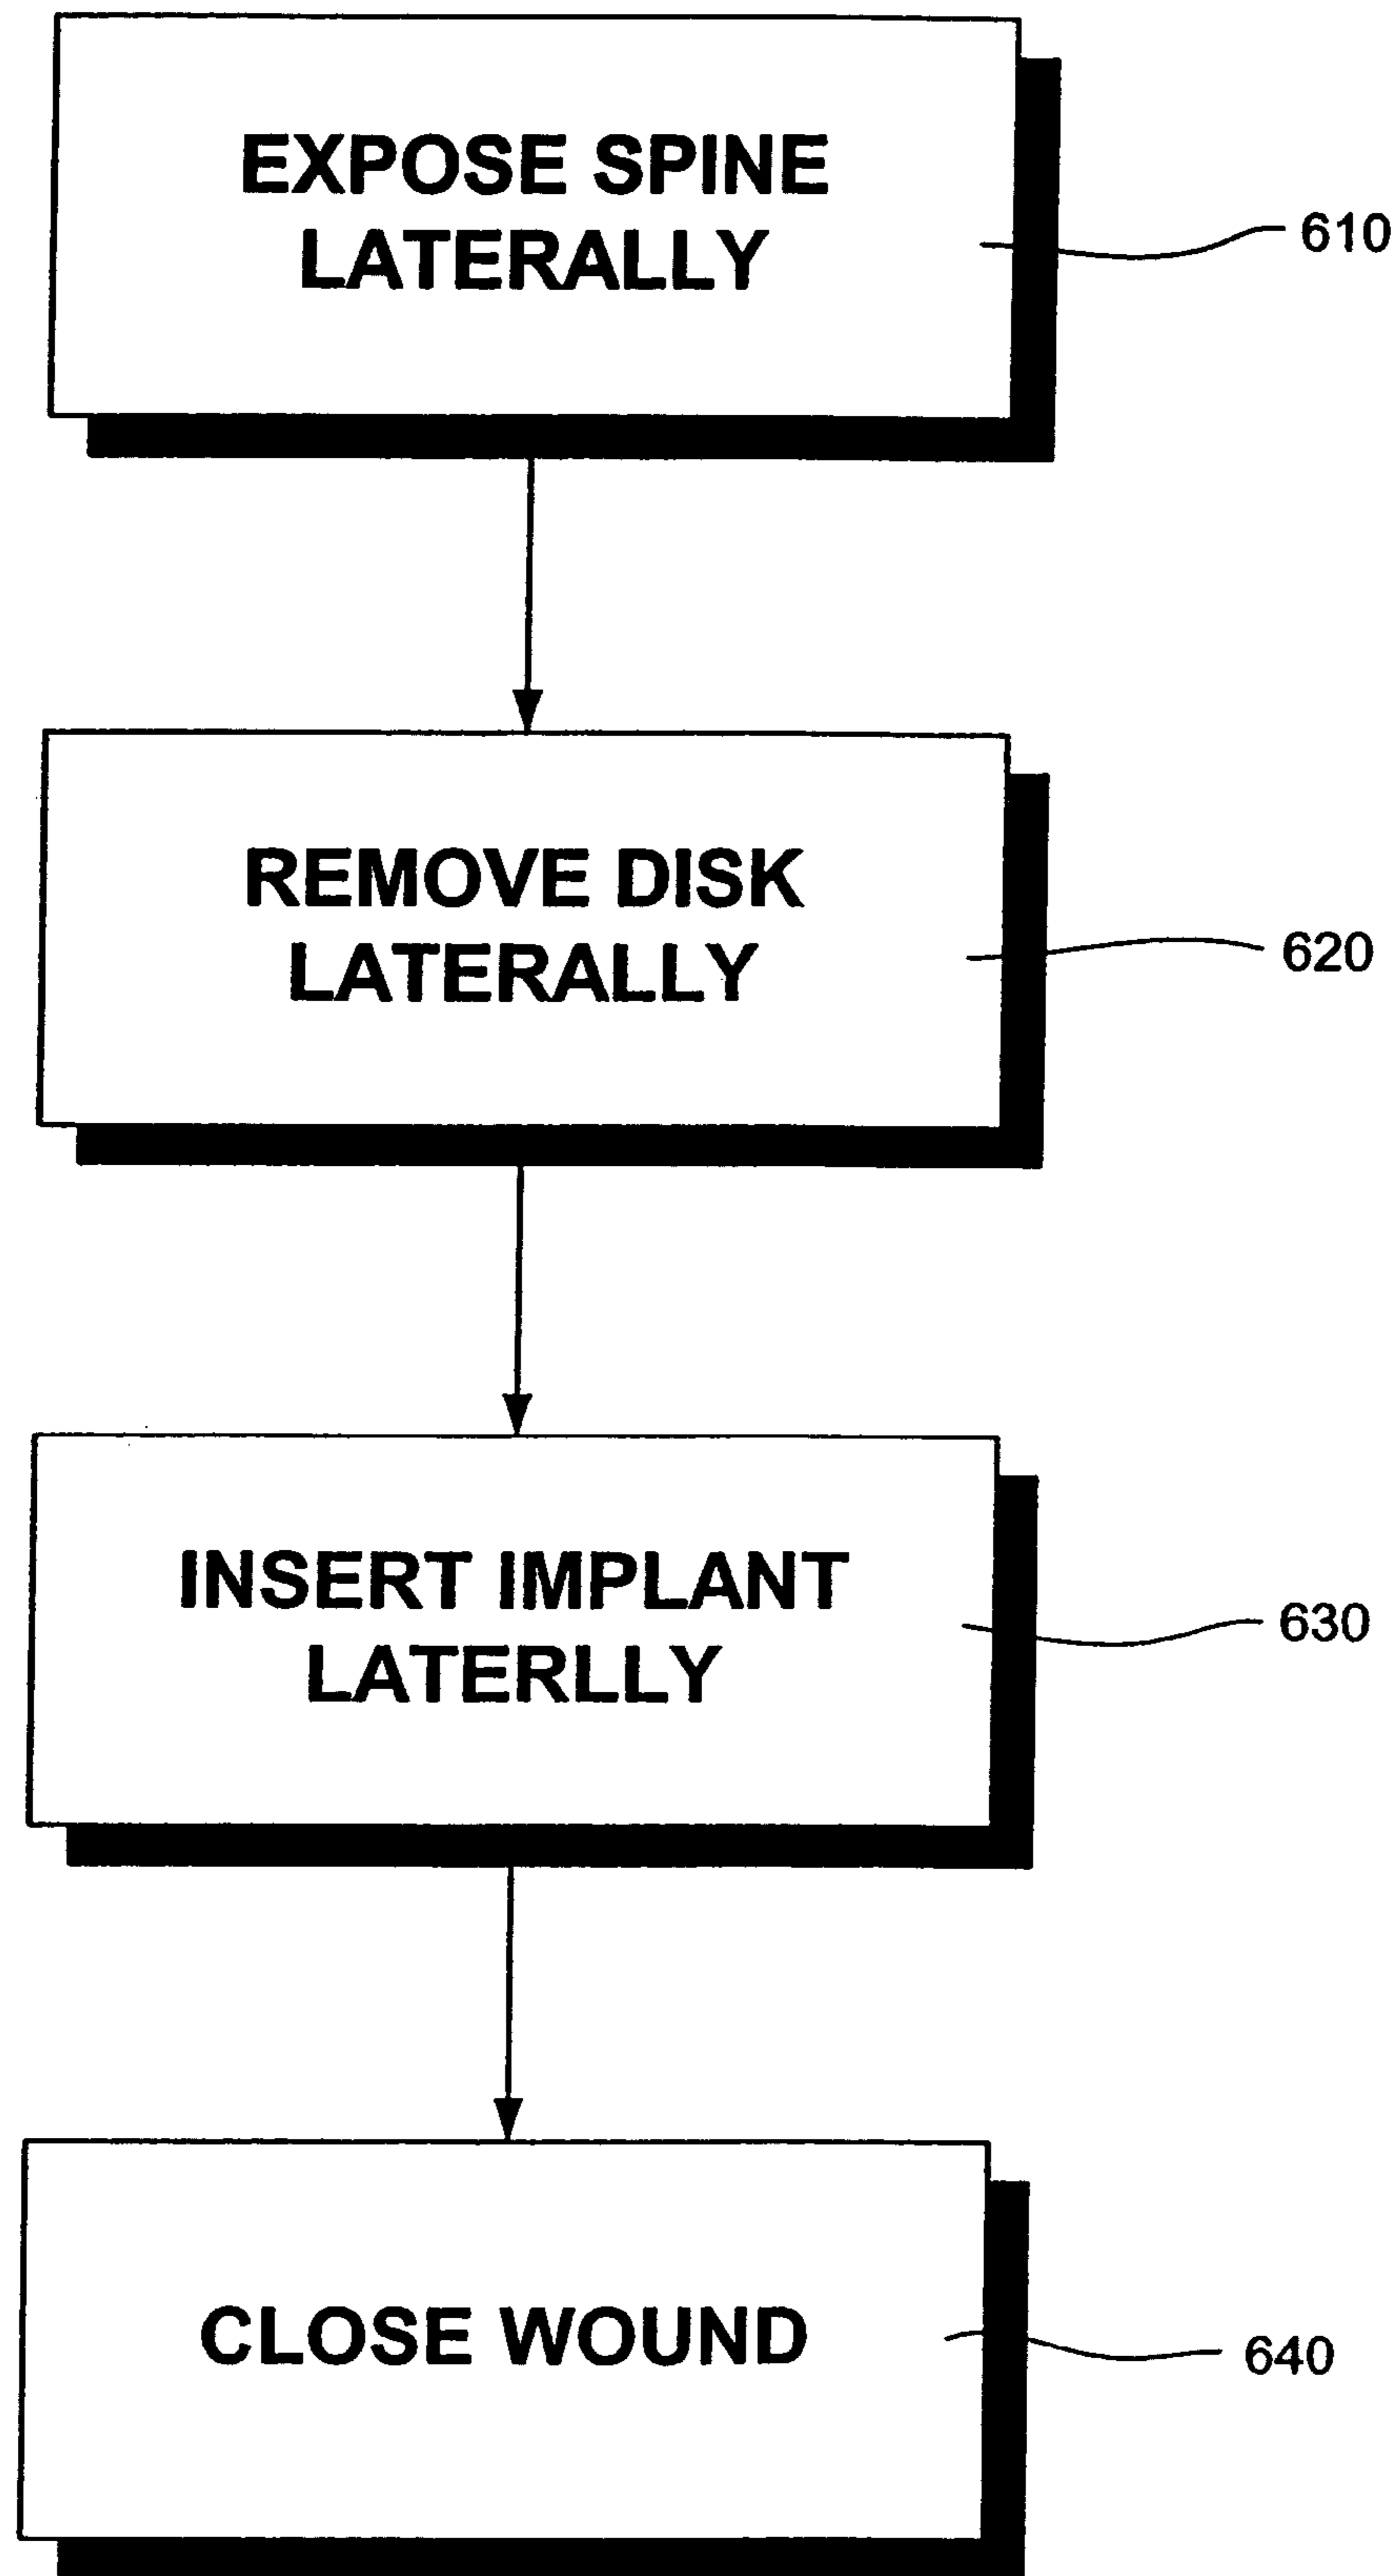 EXPOSE SPINE
LATERALLY
610
REMOVE DISK
LATERALLY
620
INSERT IMPLANT
LATERLLY
630
CLOSE WOUND
640